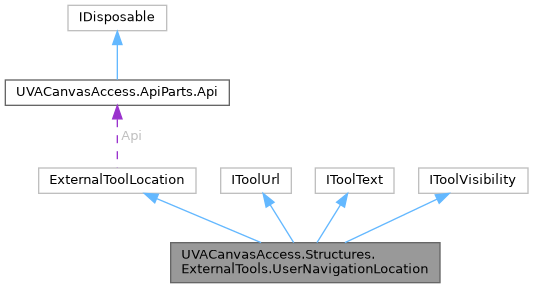 IDisposable
UVACanvasAccess.ApiParts.Api
Api
ExternalToolLocation
IToolUrl
IToolText
IToolVisibility
UVACanvasAccess.Structures.
ExternalTools.UserNavigationLocation